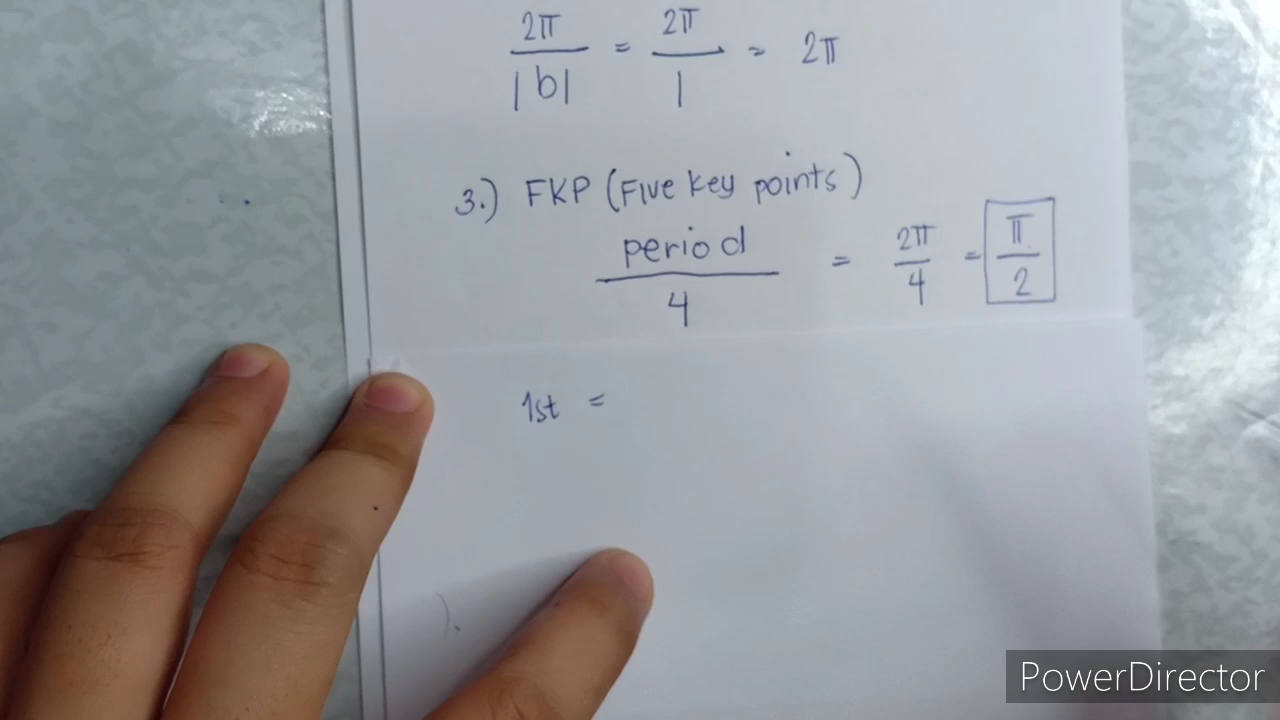 2π/|b| = 2π/1 = 2π
3.) FKP (Five key points)
period/4 = 2π/4 = π/2
1st =
PowerDirector